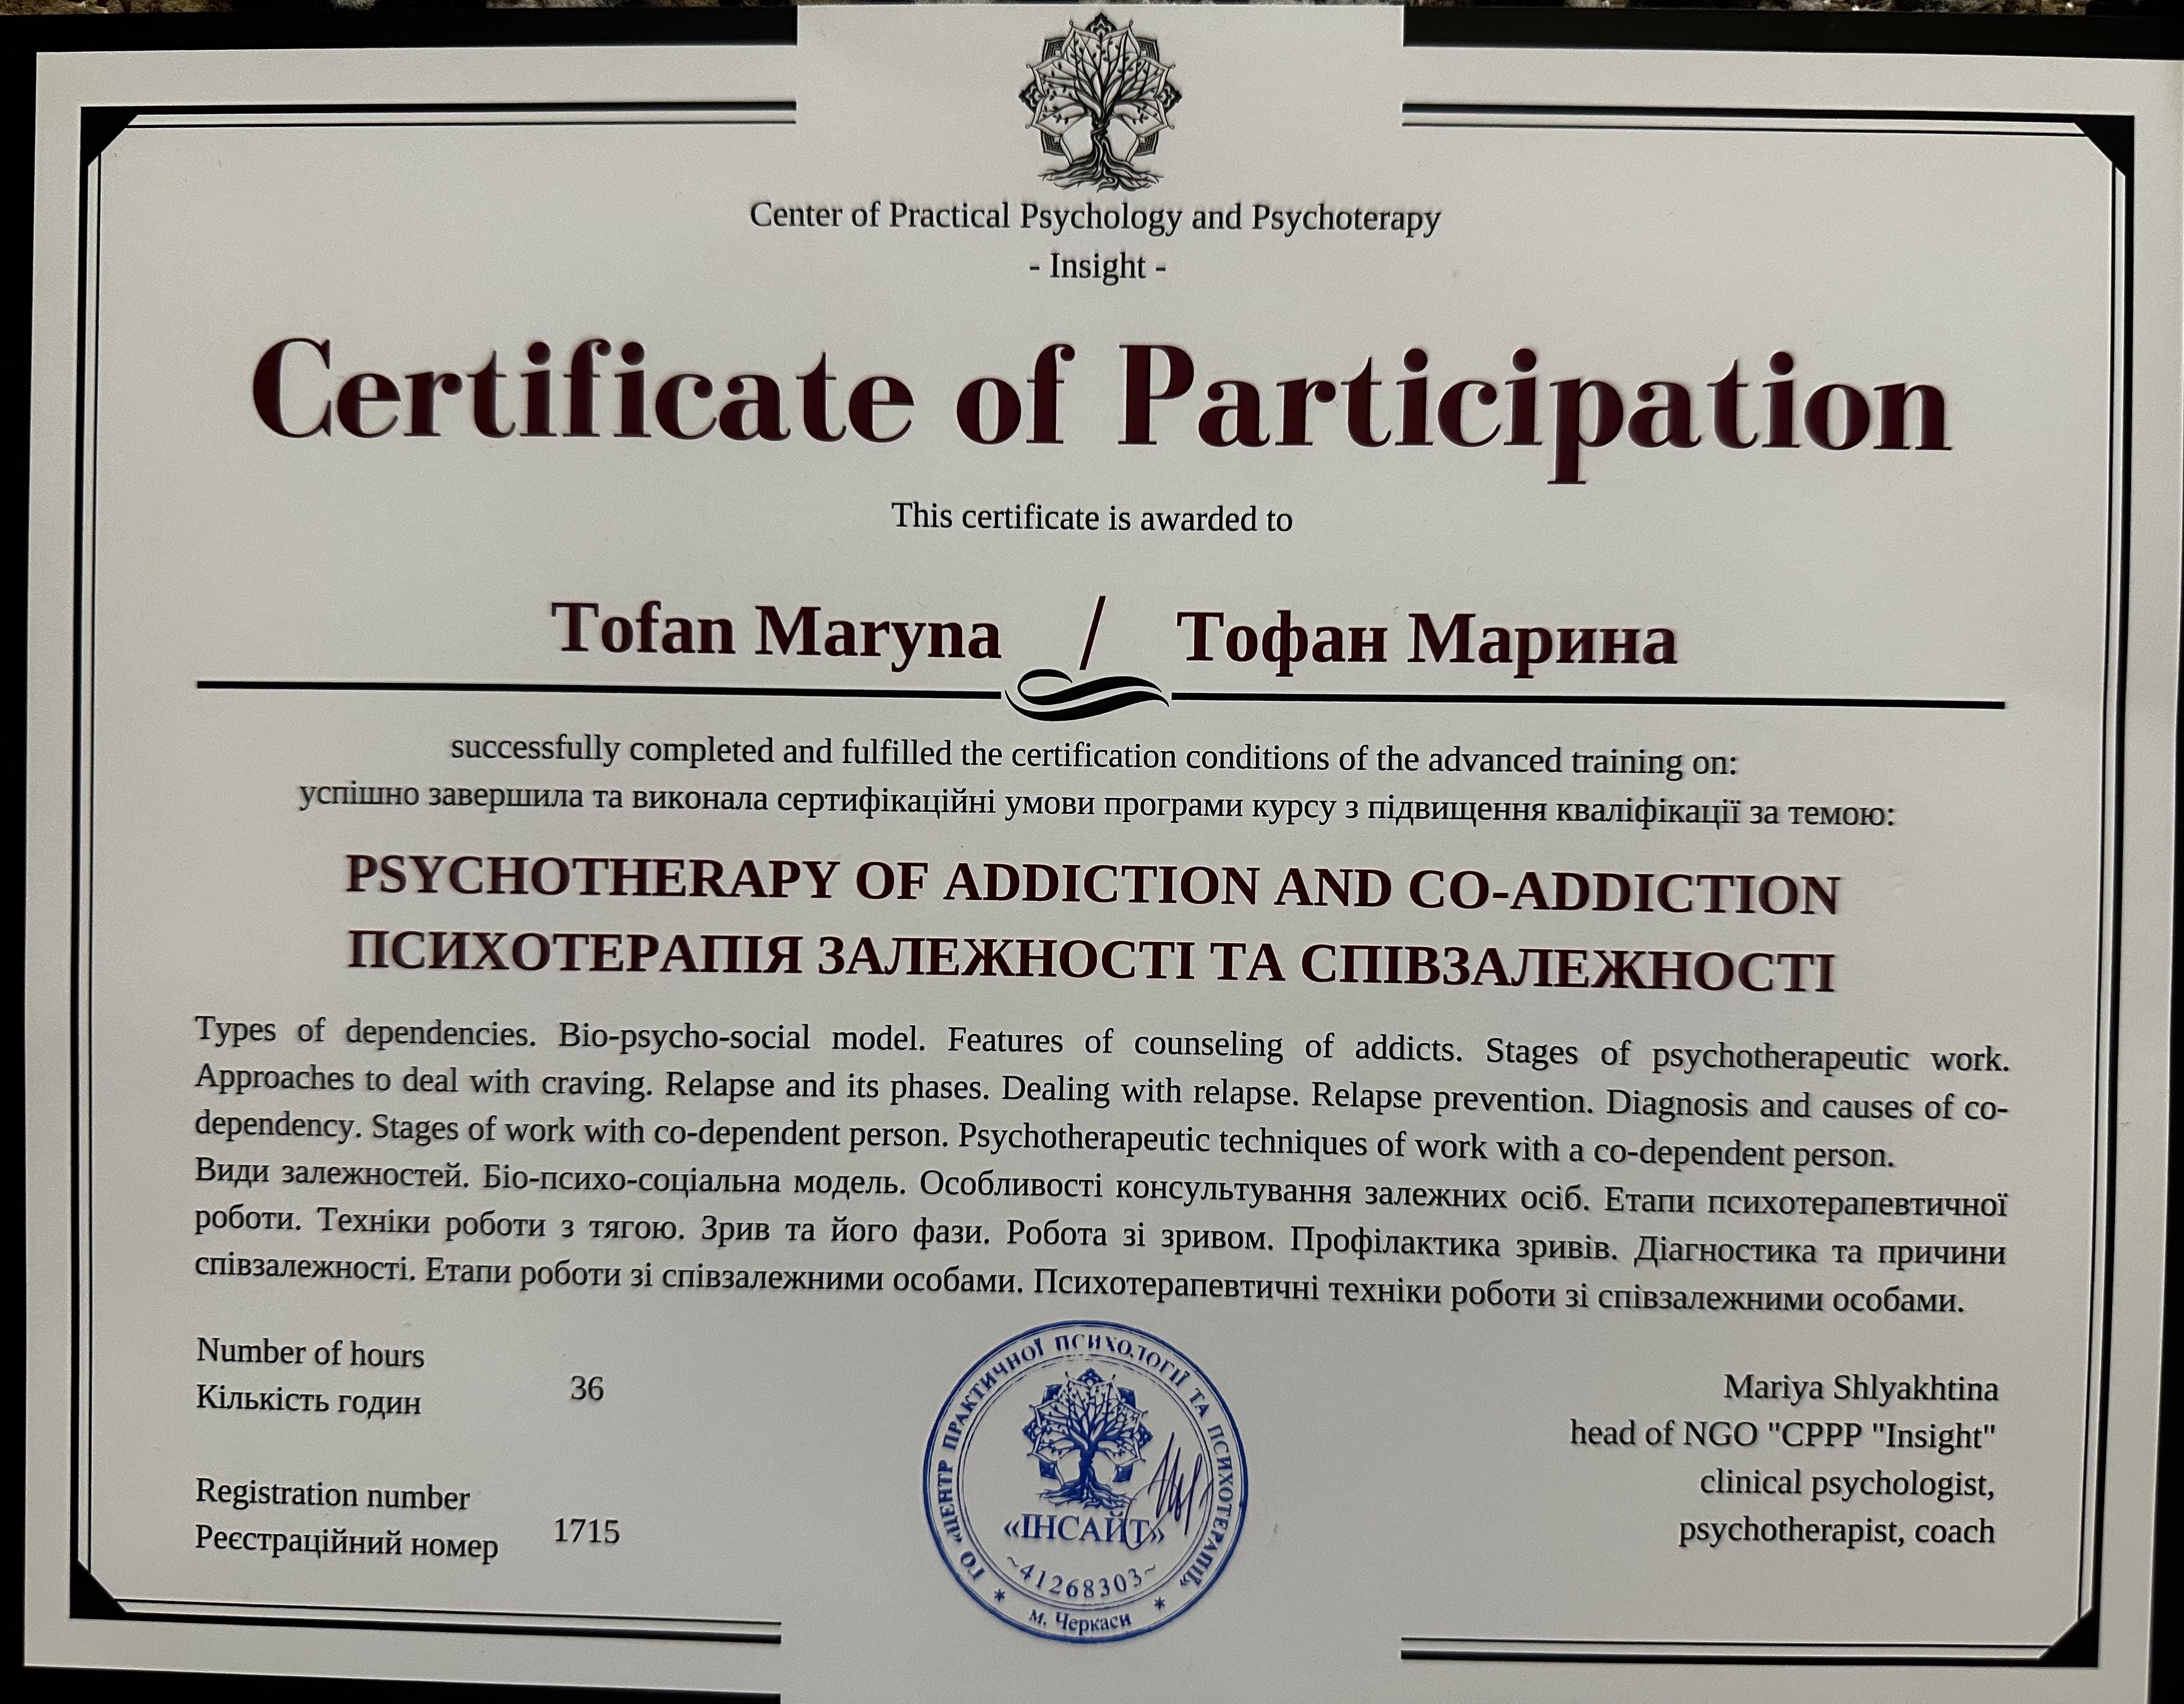 Center of Practical Psychology and Psychoterapy
- Insight -
Certificate of Participation
This certificate is awarded to
Tofan Maryna / Тофан Марина
successfully completed and fulfilled the certification conditions of the advanced training on:
успішно завершила та виконала сертифікаційні умови програми курсу з підвищення кваліфікації за темою:
PSYCHOTHERAPY OF ADDICTION AND CO-ADDICTION
ПСИХОТЕРАПІЯ ЗАЛЕЖНОСТІ ТА СПІВЗАЛЕЖНОСТІ
Types of dependencies. Bio-psycho-social model. Features of counseling of addicts. Stages of psychotherapeutic work.
Approaches to deal with craving. Relapse and its phases. Dealing with relapse. Relapse prevention. Diagnosis and causes of co-
dependency. Stages of work with co-dependent person. Psychotherapeutic techniques of work with a co-dependent person.
Види залежностей. Біо-психо-соціальна модель. Особливості консультування залежних осіб. Етапи психотерапевтичної
роботи. Техніки роботи з тягою. Зрив та його фази. Робота зі зривом. Профілактика зривів. Діагностика та причини
співзалежності. Етапи роботи зі співзалежними особами. Психотерапевтичні техніки роботи зі співзалежними особами.
Number of hours
Кількість годин
36
Registration number
Реєстраційний номер
1715
ГО «ЦЕНТР ПРАКТИЧНОЇ ПСИХОЛОГІЇ ТА ПСИХОТЕРАПІЇ»
«ІНСАЙТ»
~41268303~
* м. Черкаси *
Mariya Shlyakhtina
head of NGO "CPPP "Insight"
clinical psychologist,
psychotherapist, coach